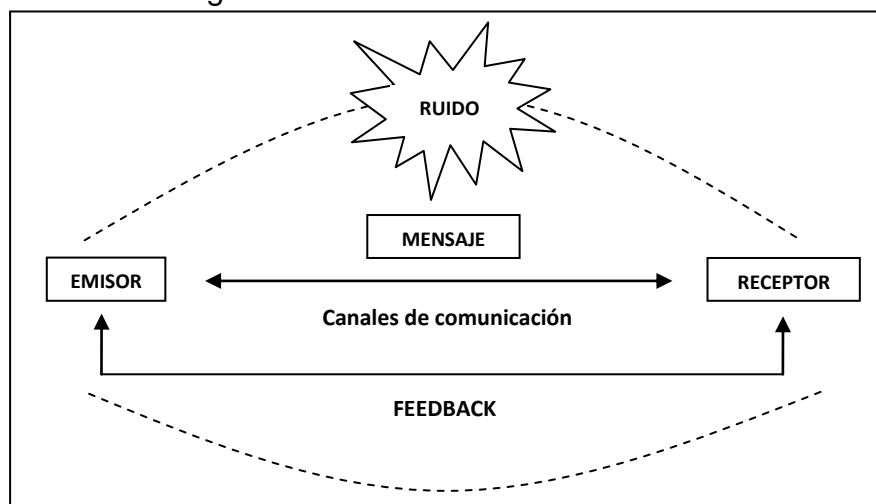 RUIDO
MENSAJE
EMISOR
RECEPTOR
Canales de comunicación
FEEDBACK